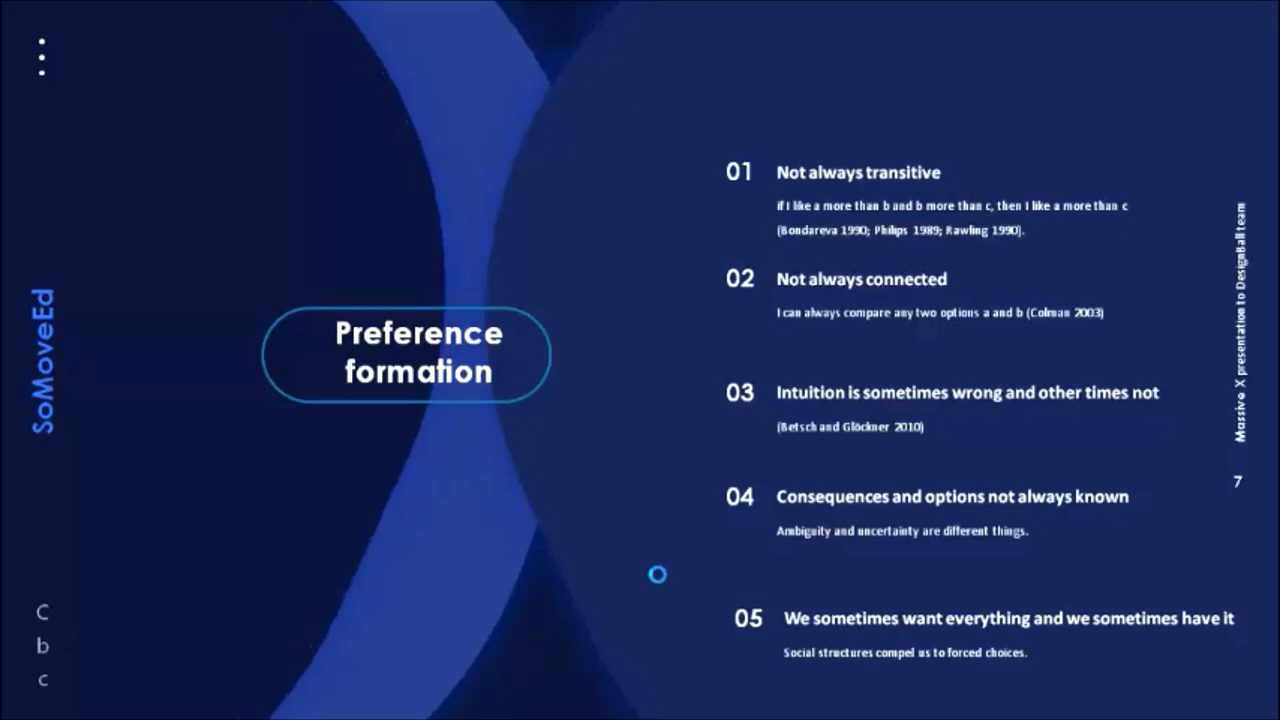 SoMoveEd
C
b
c
Preference
formation
01 Not always transitive
if I like a more than b and b more than c, then I like a more than c
(Bondareva 1990; Philips 1989; Rawling 1990).
02 Not always connected
I can always compare any two options a and b (Colman 2003)
03 Intuition is sometimes wrong and other times not
(Betsch and Glöckner 2010)
04 Consequences and options not always known
Ambiguity and uncertainty are different things.
05 We sometimes want everything and we sometimes have it
Social structures compel us to forced choices.
Massive X presentation to DesignBall team
7